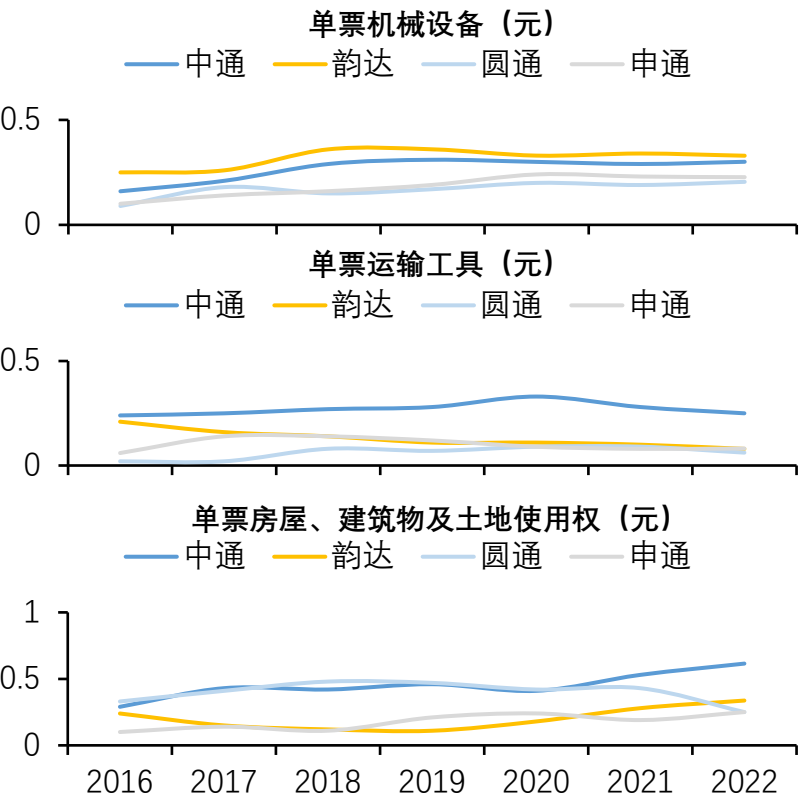 单票机械设备（元）
中通 韵达 圆通 申通
0.5
0
单票运输工具（元）
中通 韵达 圆通 申通
0.5
0
单票房屋、建筑物及土地使用权（元）
中通 韵达 圆通 申通
1
0.5
0
2016 2017 2018 2019 2020 2021 2022